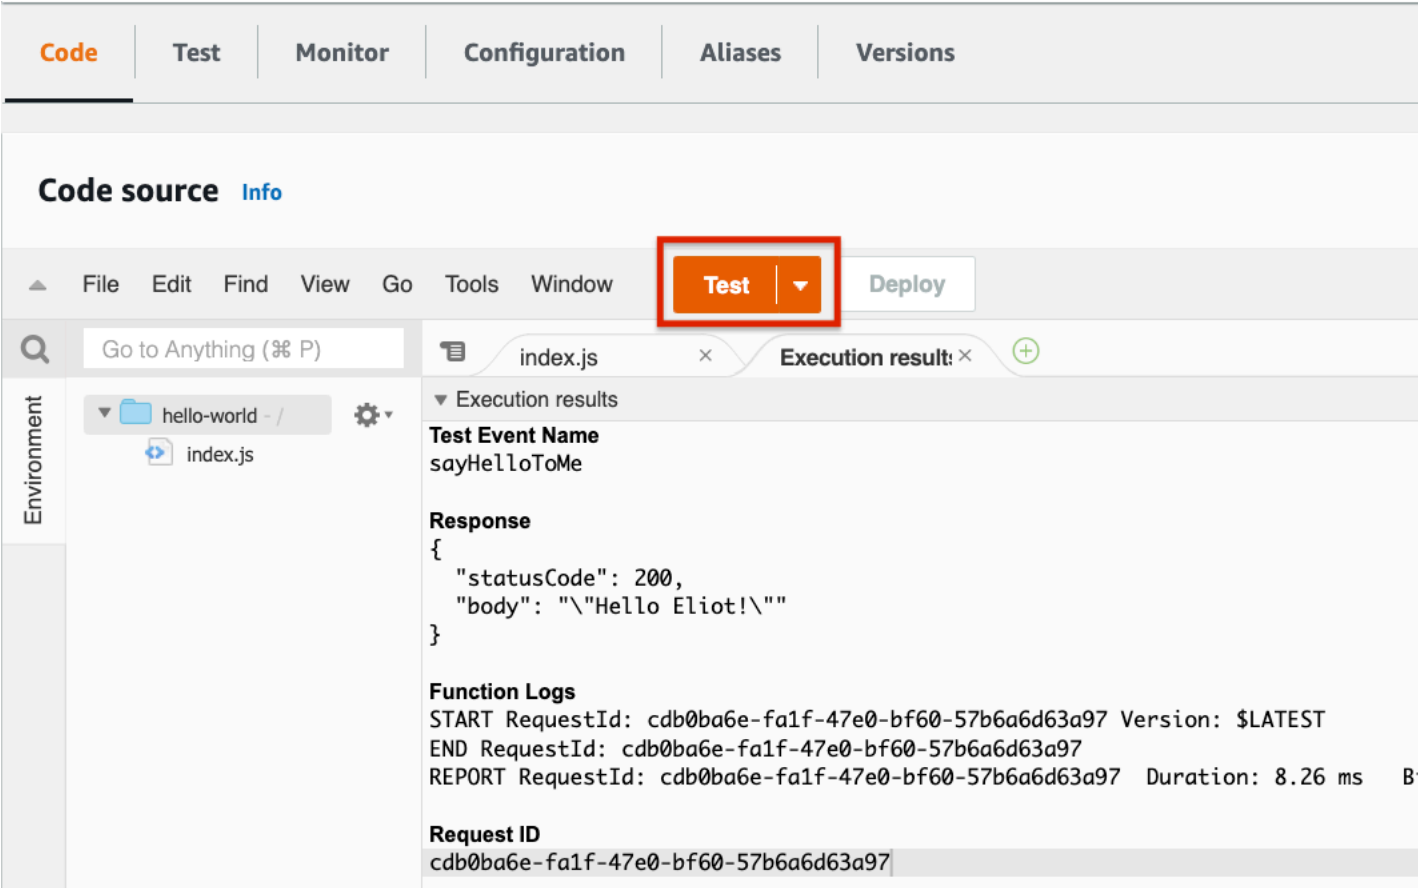 Code Test Monitor Configuration Aliases Versions
Code source Info
File Edit Find View Go Tools Window Test Deploy
Go to Anything (⌘ P) index.js × Execution results ×
Execution results
Environment
hello-world - /
index.js
Test Event Name
sayHelloToMe
Response
{
"statusCode": 200,
"body": "\"Hello Eliot!\""
}
Function Logs
START RequestId: cdb0ba6e-fa1f-47e0-bf60-57b6a6d63a97 Version: $LATEST
END RequestId: cdb0ba6e-fa1f-47e0-bf60-57b6a6d63a97
REPORT RequestId: cdb0ba6e-fa1f-47e0-bf60-57b6a6d63a97 Duration: 8.26 ms
Request ID
cdb0ba6e-fa1f-47e0-bf60-57b6a6d63a97